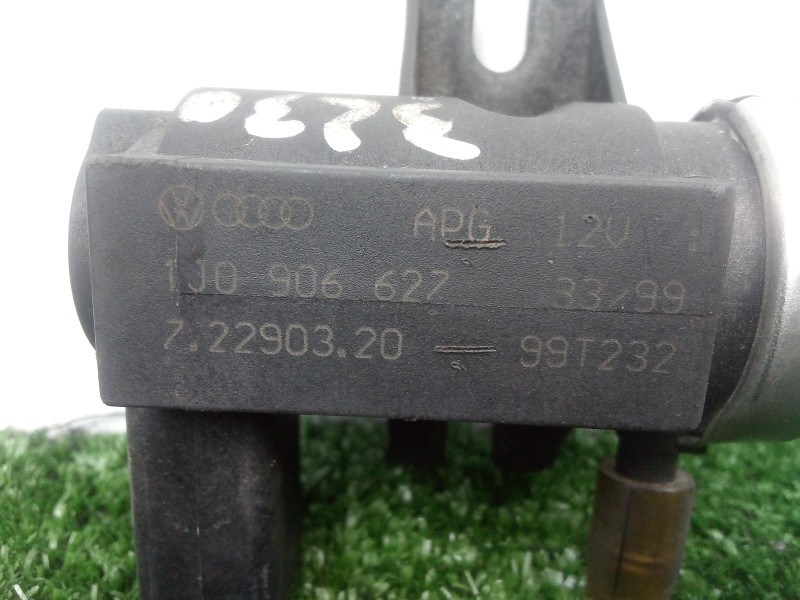 APG 12V
1J0 906 627 33/99
7.22903.20 — 99T232